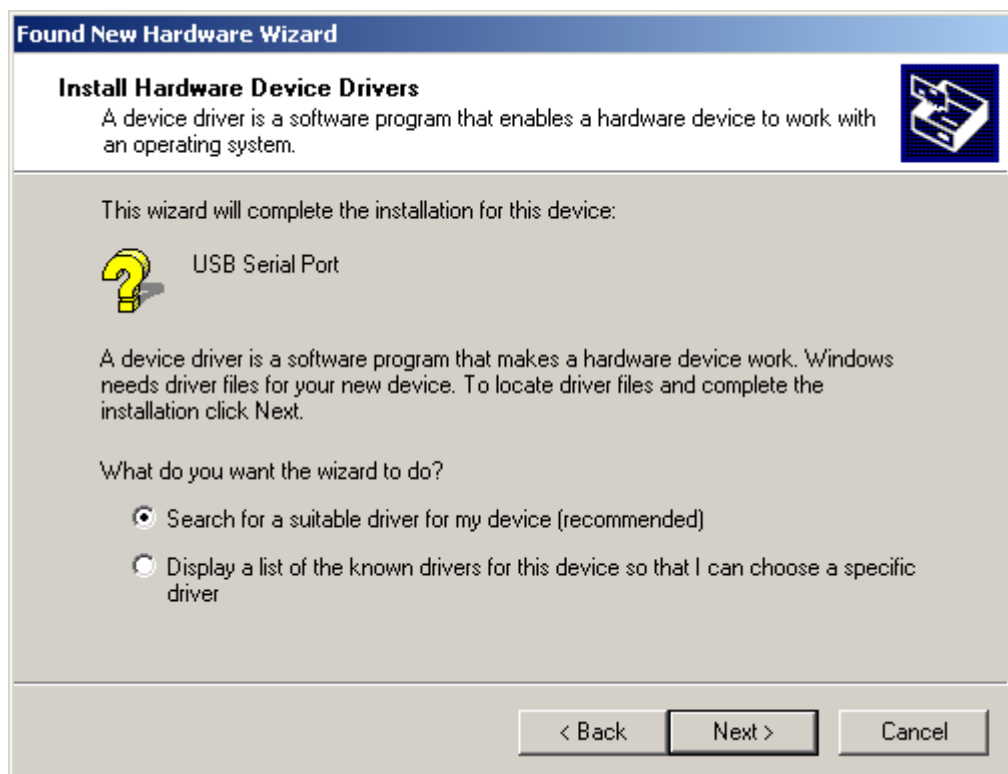 Found New Hardware Wizard
Install Hardware Device Drivers
A device driver is a software program that enables a hardware device to work with
an operating system.
This wizard will complete the installation for this device:
USB Serial Port
A device driver is a software program that makes a hardware device work. Windows
needs driver files for your new device. To locate driver files and complete the
installation click Next.
What do you want the wizard to do?
Search for a suitable driver for my device (recommended)
Display a list of the known drivers for this device so that I can choose a specific
driver
< Back
Next >
Cancel